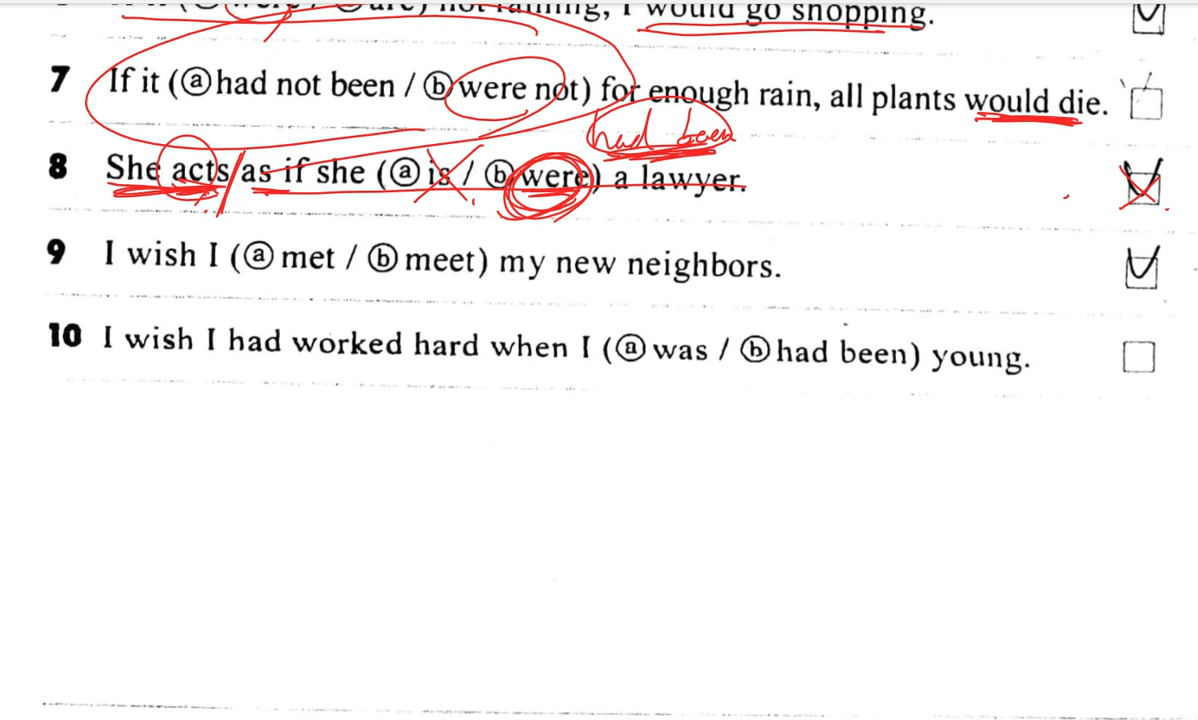 not raining, I would go shopping.
7 If it (ⓐ had not been / ⓑ were not) for enough rain, all plants would die.
had been
8 She acts / as if she (ⓐ is / ⓑ were) a lawyer.
9 I wish I (ⓐ met / ⓑ meet) my new neighbors.
10 I wish I had worked hard when I (ⓐ was / ⓑ had been) young.